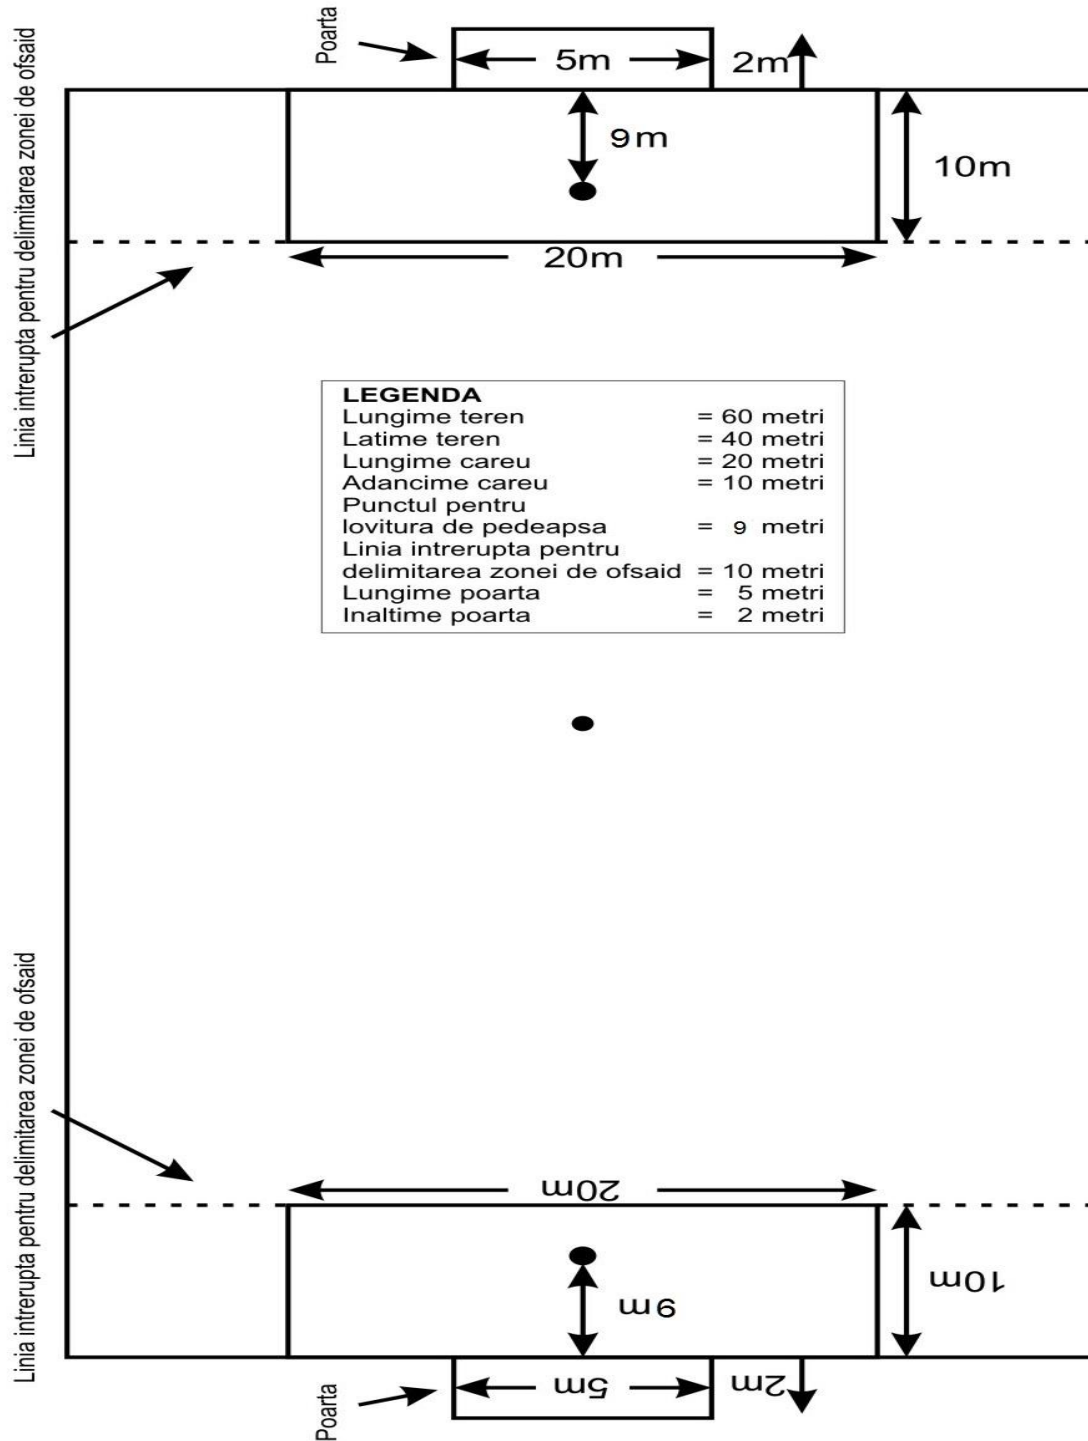 Poarta
Linia intrerupta pentru delimitarea zonei de ofsaid
5m
2m
9m
10m
20m
LEGENDA
Lungime teren = 60 metri
Latime teren = 40 metri
Lungime careu = 20 metri
Adancime careu = 10 metri
Punctul pentru
lovitura de pedeapsa = 9 metri
Linia intrerupta pentru
delimitarea zonei de ofsaid = 10 metri
Lungime poarta = 5 metri
Inaltime poarta = 2 metri
Linia intrerupta pentru delimitarea zonei de ofsaid
20m
10m
9m
5m
2m
Poarta